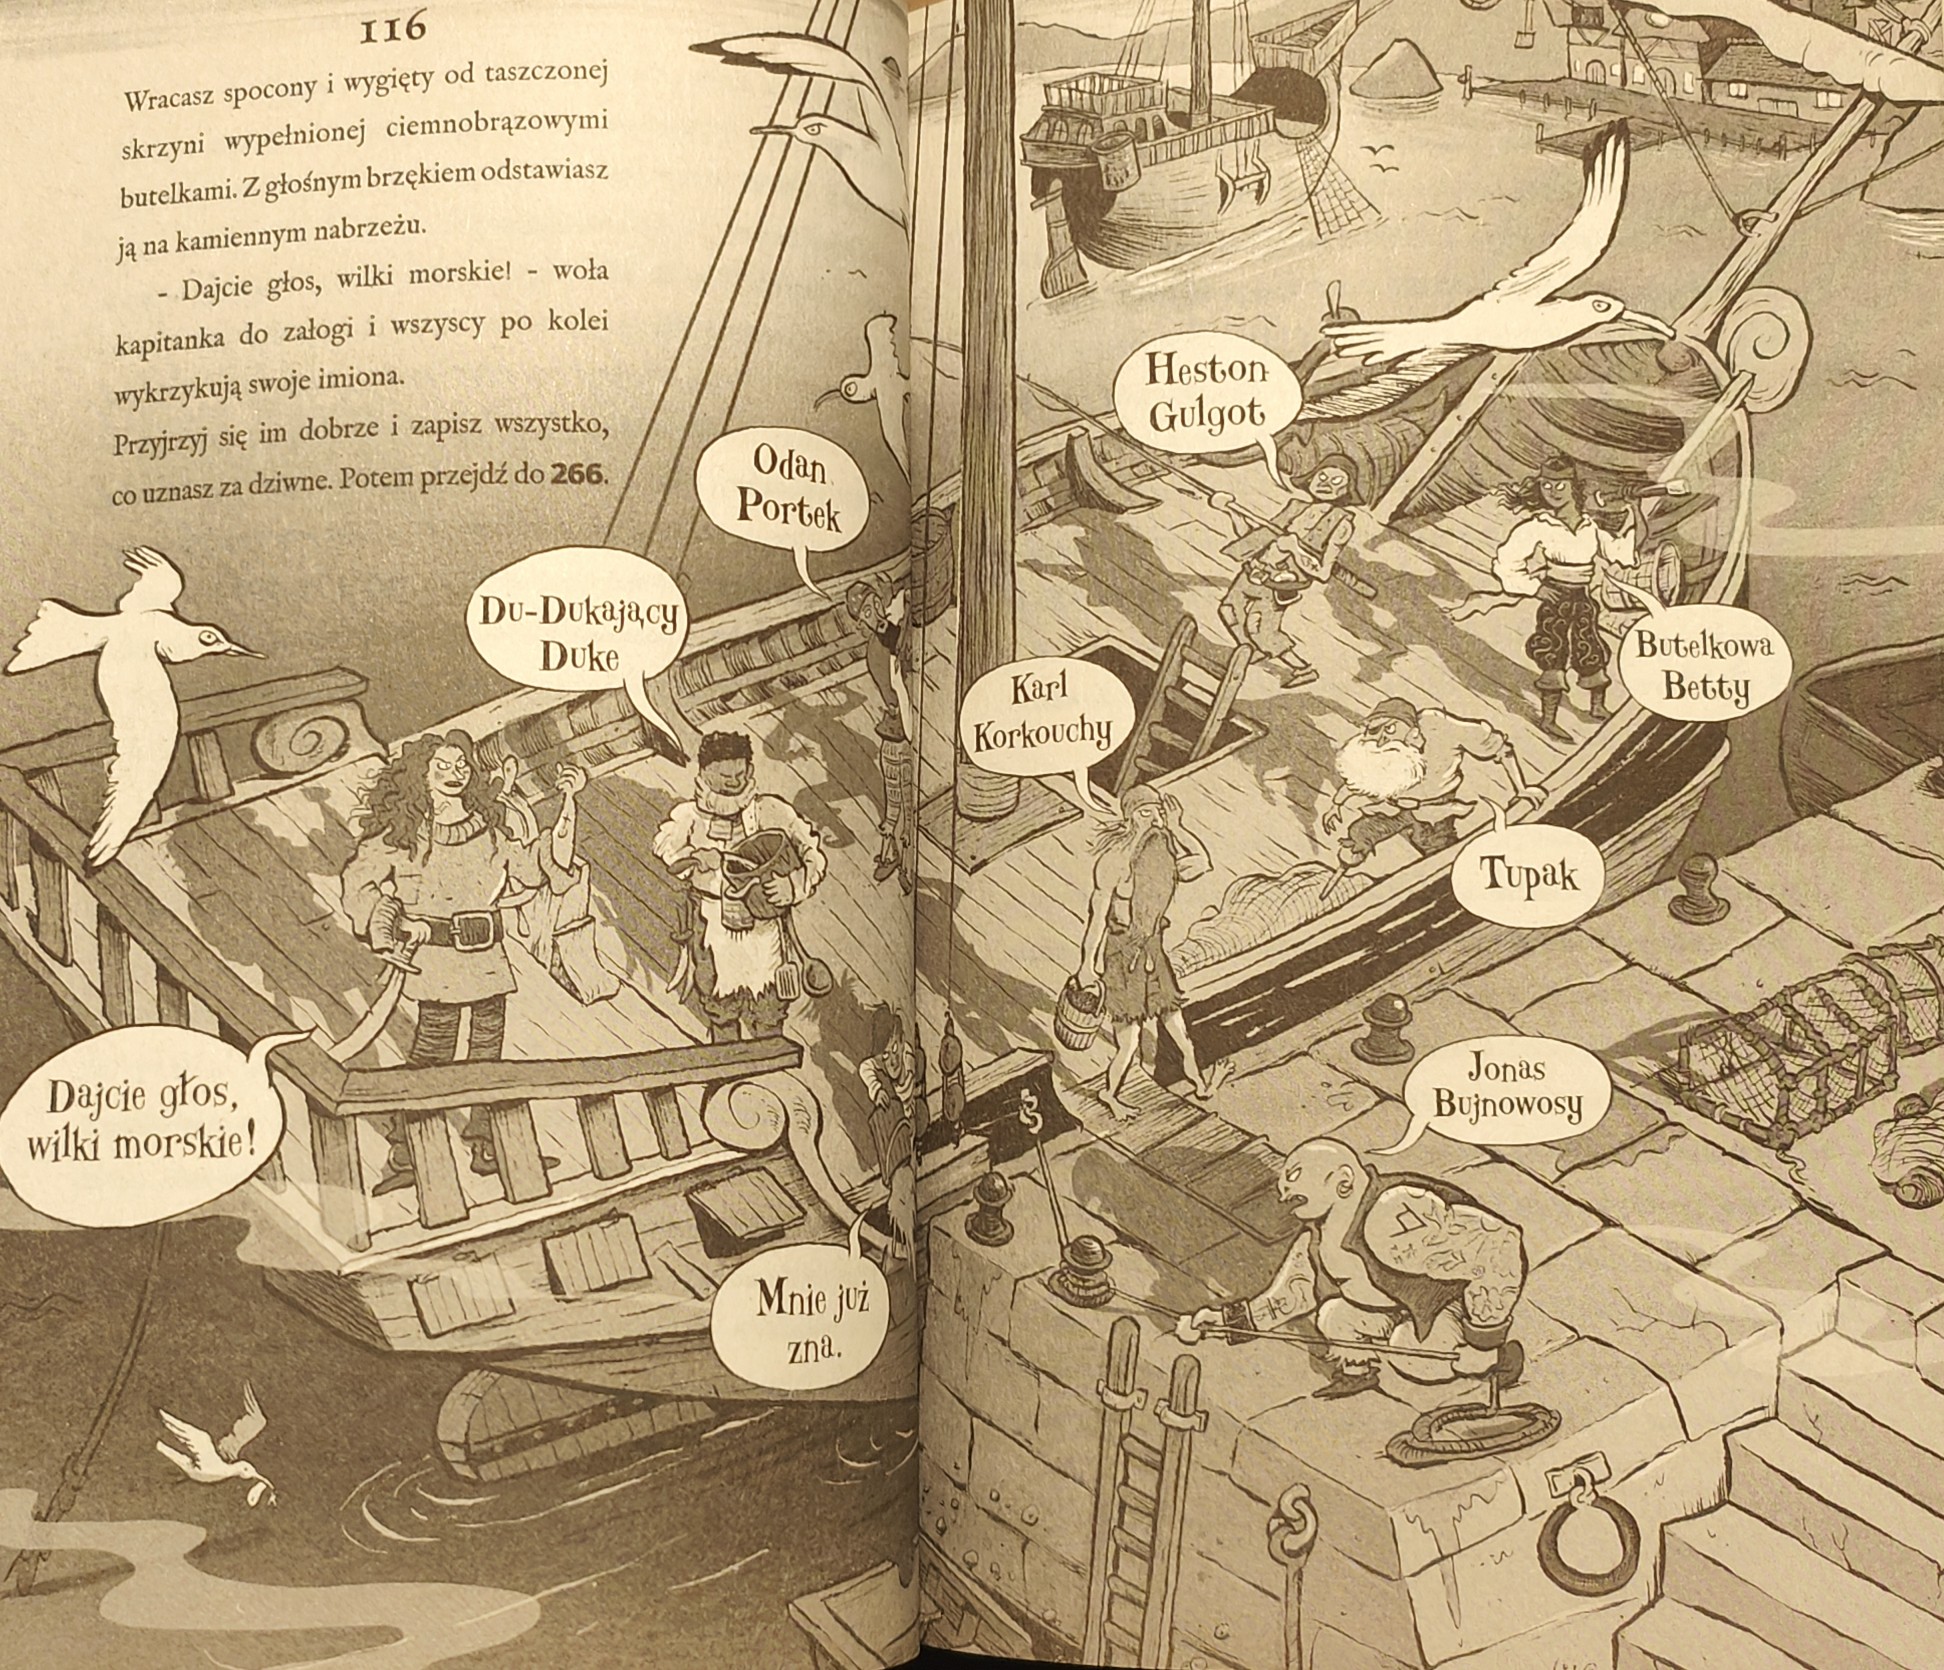 116
Wracasz spocony i wygięty od taszczonej
skrzyni wypełnionej ciemnobrązowymi
butelkami. Z głośnym brzękiem odstawiasz
ją na kamiennym nabrzeżu.
- Dajcie głos, wilki morskie! - woła
kapitanka do załogi i wszyscy po kolei
wykrzykują swoje imiona.
Przyjrzyj się im dobrze i zapisz wszystko,
co uznasz za dziwne. Potem przejdź do 266.
Dajcie głos,
wilki morskie!
Du-Dukający
Duke
Odan
Portek
Mnie już
zna.
Heston
Gulgot
Karl
Korkouchy
Butelkowa
Betty
Tupak
Jonas
Bujnowosy